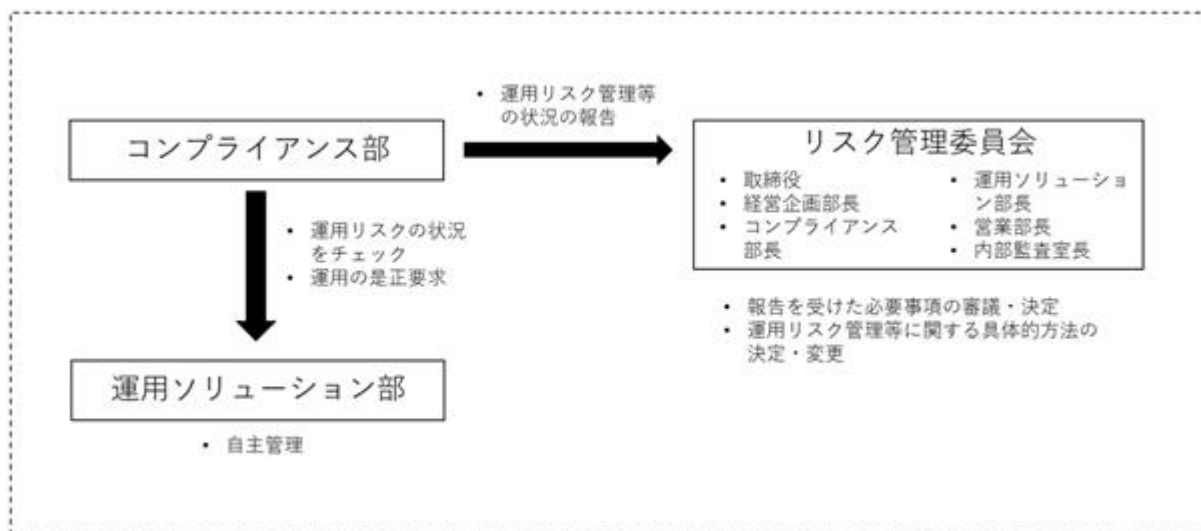 • 運用リスク管理等
の状況の報告
コンプライアンス部
リスク管理委員会
• 取締役
• 経営企画部長
• コンプライアンス
部長
• 運用ソリューショ
ン部長
• 営業部長
• 内部監査室長
• 運用リスクの状況
をチェック
• 運用の是正要求
• 報告を受けた必要事項の審議・決定
• 運用リスク管理等に関する具体的方法の
決定・変更
運用ソリューション部
• 自主管理